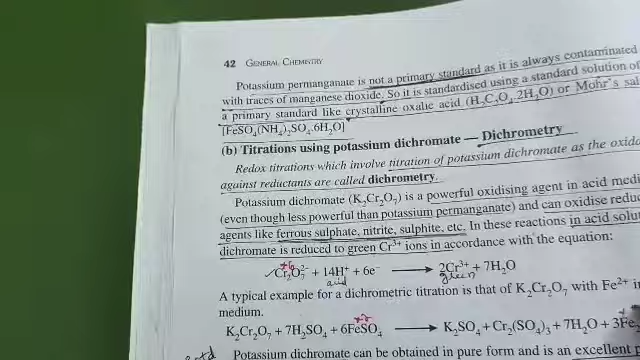 42 GENERAL CHEMISTRY
Potassium permanganate is not a primary standard as it is always contaminated
with traces of manganese dioxide. So it is standardised using a standard solution of
a primary standard like crystalline oxalic acid (H₂C₂O₄.2H₂O) or Mohr's sal
[FeSO₄(NH₄)₂SO₄.6H₂O]
(b) Titrations using potassium dichromate — Dichrometry
Redox titrations which involve titration of potassium dichromate as the oxida
against reductants are called dichrometry.
Potassium dichromate (K₂Cr₂O₇) is a powerful oxidising agent in acid medi
(even though less powerful than potassium permanganate) and can oxidise reduc
agents like ferrous sulphate, nitrite, sulphite, etc. In these reactions in acid solut
dichromate is reduced to green Cr³⁺ ions in accordance with the equation:
+6
Cr₂O₇²⁻ + 14H⁺ + 6e⁻ ⟶ 2Cr³⁺ + 7H₂O
acid green
A typical example for a dichrometric titration is that of K₂Cr₂O₇ with Fe²⁺ in
medium.
+2
K₂Cr₂O₇ + 7H₂SO₄ + 6FeSO₄ ⟶ K₂SO₄ + Cr₂(SO₄)₃ + 7H₂O + 3Fe₂
Potassium dichromate can be obtained in pure form and is an excellent p